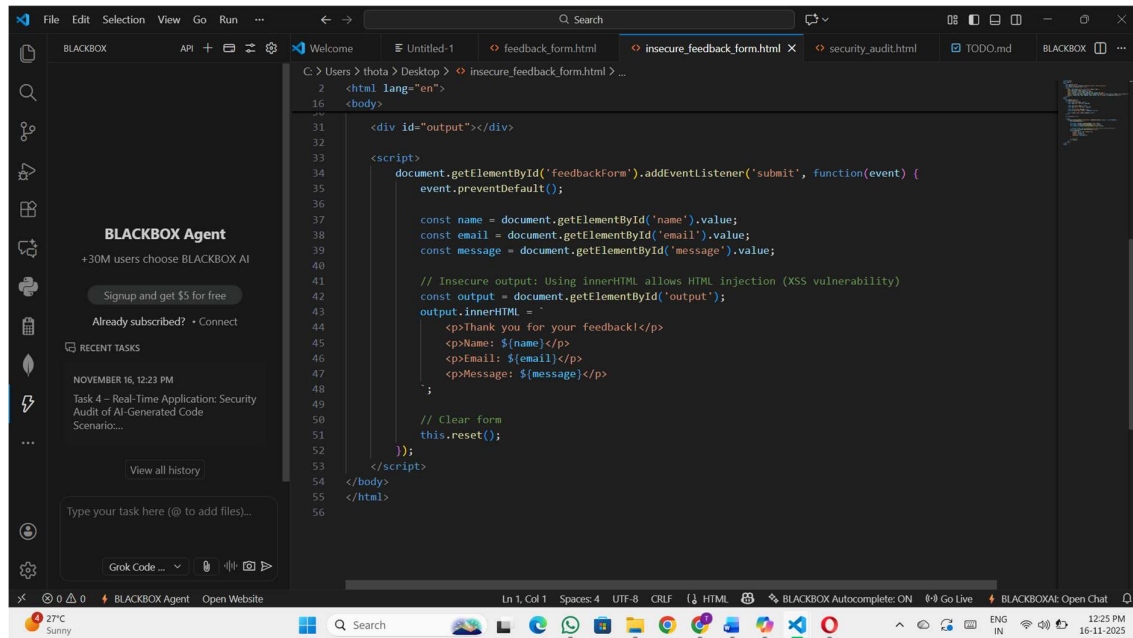 File Edit Selection View Go Run ···
Search
BLACKBOX
API
Welcome
Untitled-1
feedback_form.html
insecure_feedback_form.html
security_audit.html
TODO.md
BLACKBOX
C: > Users > thota > Desktop > insecure_feedback_form.html > ...
2 <html lang="en">
16 <body>
31 <div id="output"></div>
32
33 <script>
34 document.getElementById('feedbackForm').addEventListener('submit', function(event) {
35 event.preventDefault();
36
37 const name = document.getElementById('name').value;
38 const email = document.getElementById('email').value;
39 const message = document.getElementById('message').value;
40
41 // Insecure output: Using innerHTML allows HTML injection (XSS vulnerability)
42 const output = document.getElementById('output');
43 output.innerHTML = `
44 <p>Thank you for your feedback!</p>
45 <p>Name: ${name}</p>
46 <p>Email: ${email}</p>
47 <p>Message: ${message}</p>
48 `;
49
50 // Clear form
51 this.reset();
52 });
53 </script>
54 </body>
55 </html>
56
BLACKBOX Agent
+30M users choose BLACKBOX AI
Signup and get $5 for free
Already subscribed? • Connect
RECENT TASKS
NOVEMBER 16, 12:23 PM
Task 4 – Real-Time Application: Security
Audit of AI-Generated Code
Scenario:...
View all history
Type your task here (@ to add files)...
Grok Code ...
0 0 BLACKBOX Agent Open Website
Ln 1, Col 1 Spaces: 4 UTF-8 CRLF HTML BLACKBOX Autocomplete: ON Go Live BLACKBOXAI: Open Chat
4
27°C
Sunny
Search
7
ENG
IN
12:25 PM
16-11-2025